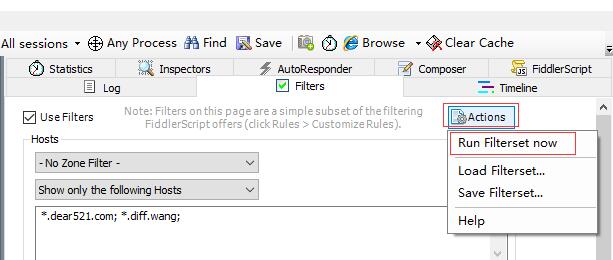 All sessions Any Process Find Save Browse Clear Cache
Statistics Inspectors AutoResponder Composer FiddlerScript
Log Filters Timeline
Use Filters Note: Filters on this page are a simple subset of the filtering Actions
FiddlerScript offers (click Rules > Customize Rules).
Hosts
Run Filterset now
- No Zone Filter -
Load Filterset...
Show only the following Hosts
Save Filterset...
*.dear521.com; *.diff.wang;
Help